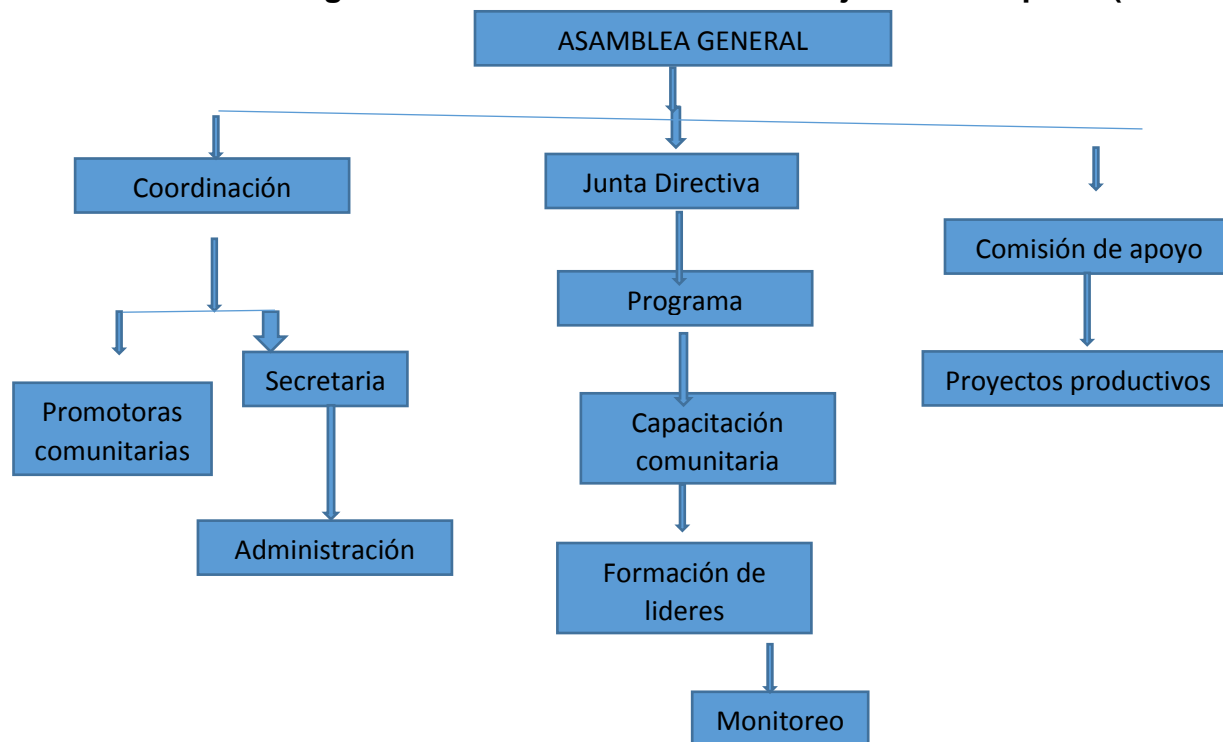 ASAMBLEA GENERAL
Coordinación
Junta Directiva
Comisión de apoyo
Programa
Secretaria
Proyectos productivos
Promotoras
comunitarias
Capacitación
comunitaria
Administración
Formación de
lideres
Monitoreo